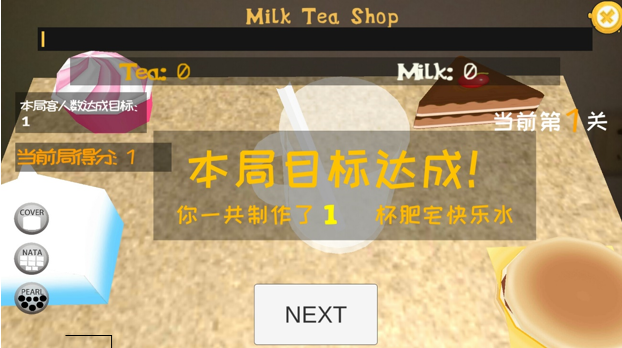 Milk Tea Shop
Tea: 0
Milk: 0
本局客人数达成目标:
1
当前第1关
当前局得分: 1
本局目标达成!
你一共制作了 1 杯肥宅快乐水
COVER
NATA
PEARL
NEXT